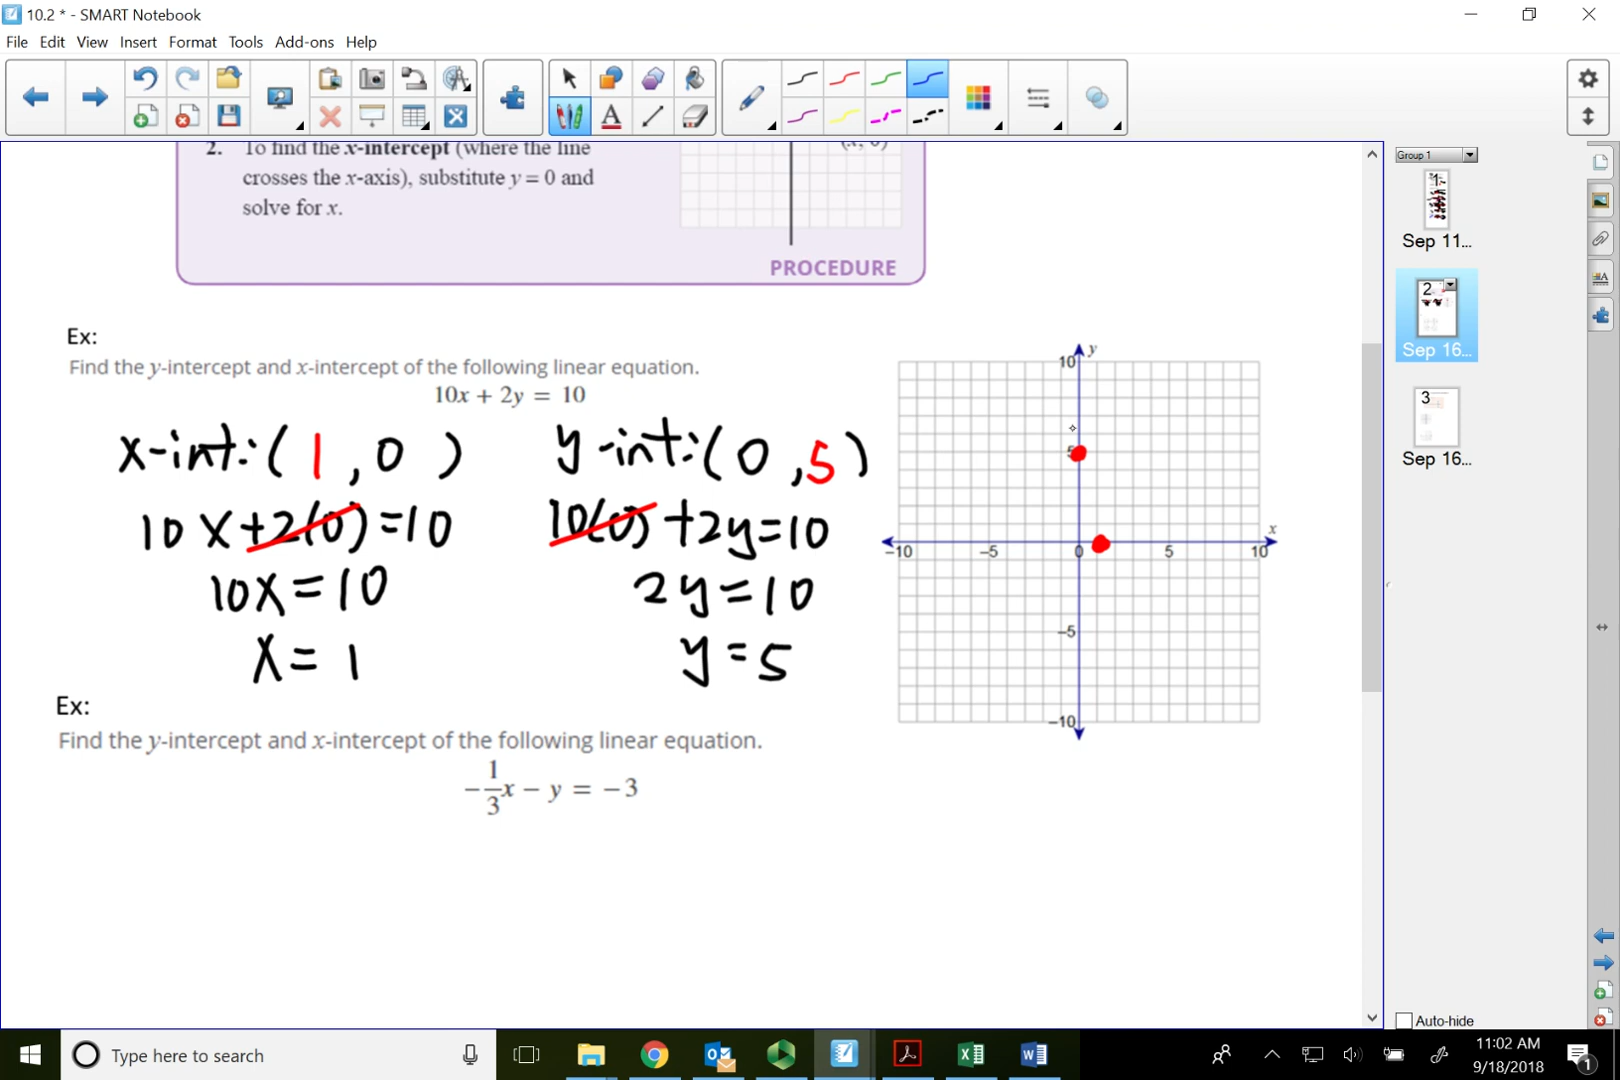 10.2 * - SMART Notebook
File Edit View Insert Format Tools Add-ons Help
2. To find the x-intercept (where the line
crosses the x-axis), substitute y = 0 and
solve for x.
PROCEDURE
Ex:
Find the y-intercept and x-intercept of the following linear equation.
10x + 2y = 10
x-int: ( 1 , 0 )
10x+2(0)=10
10x=10
x=1
y-int: (0 ,5)
10(0)+2y=10
2y=10
y=5
10 y
5
-10 -5 0 5 10 x
-5
-10
Ex:
Find the y-intercept and x-intercept of the following linear equation.
-1/3x - y = -3
Group 1
1
Sep 11...
2
Sep 16...
3
Sep 16...
Auto-hide
Type here to search
11:02 AM
9/18/2018
1